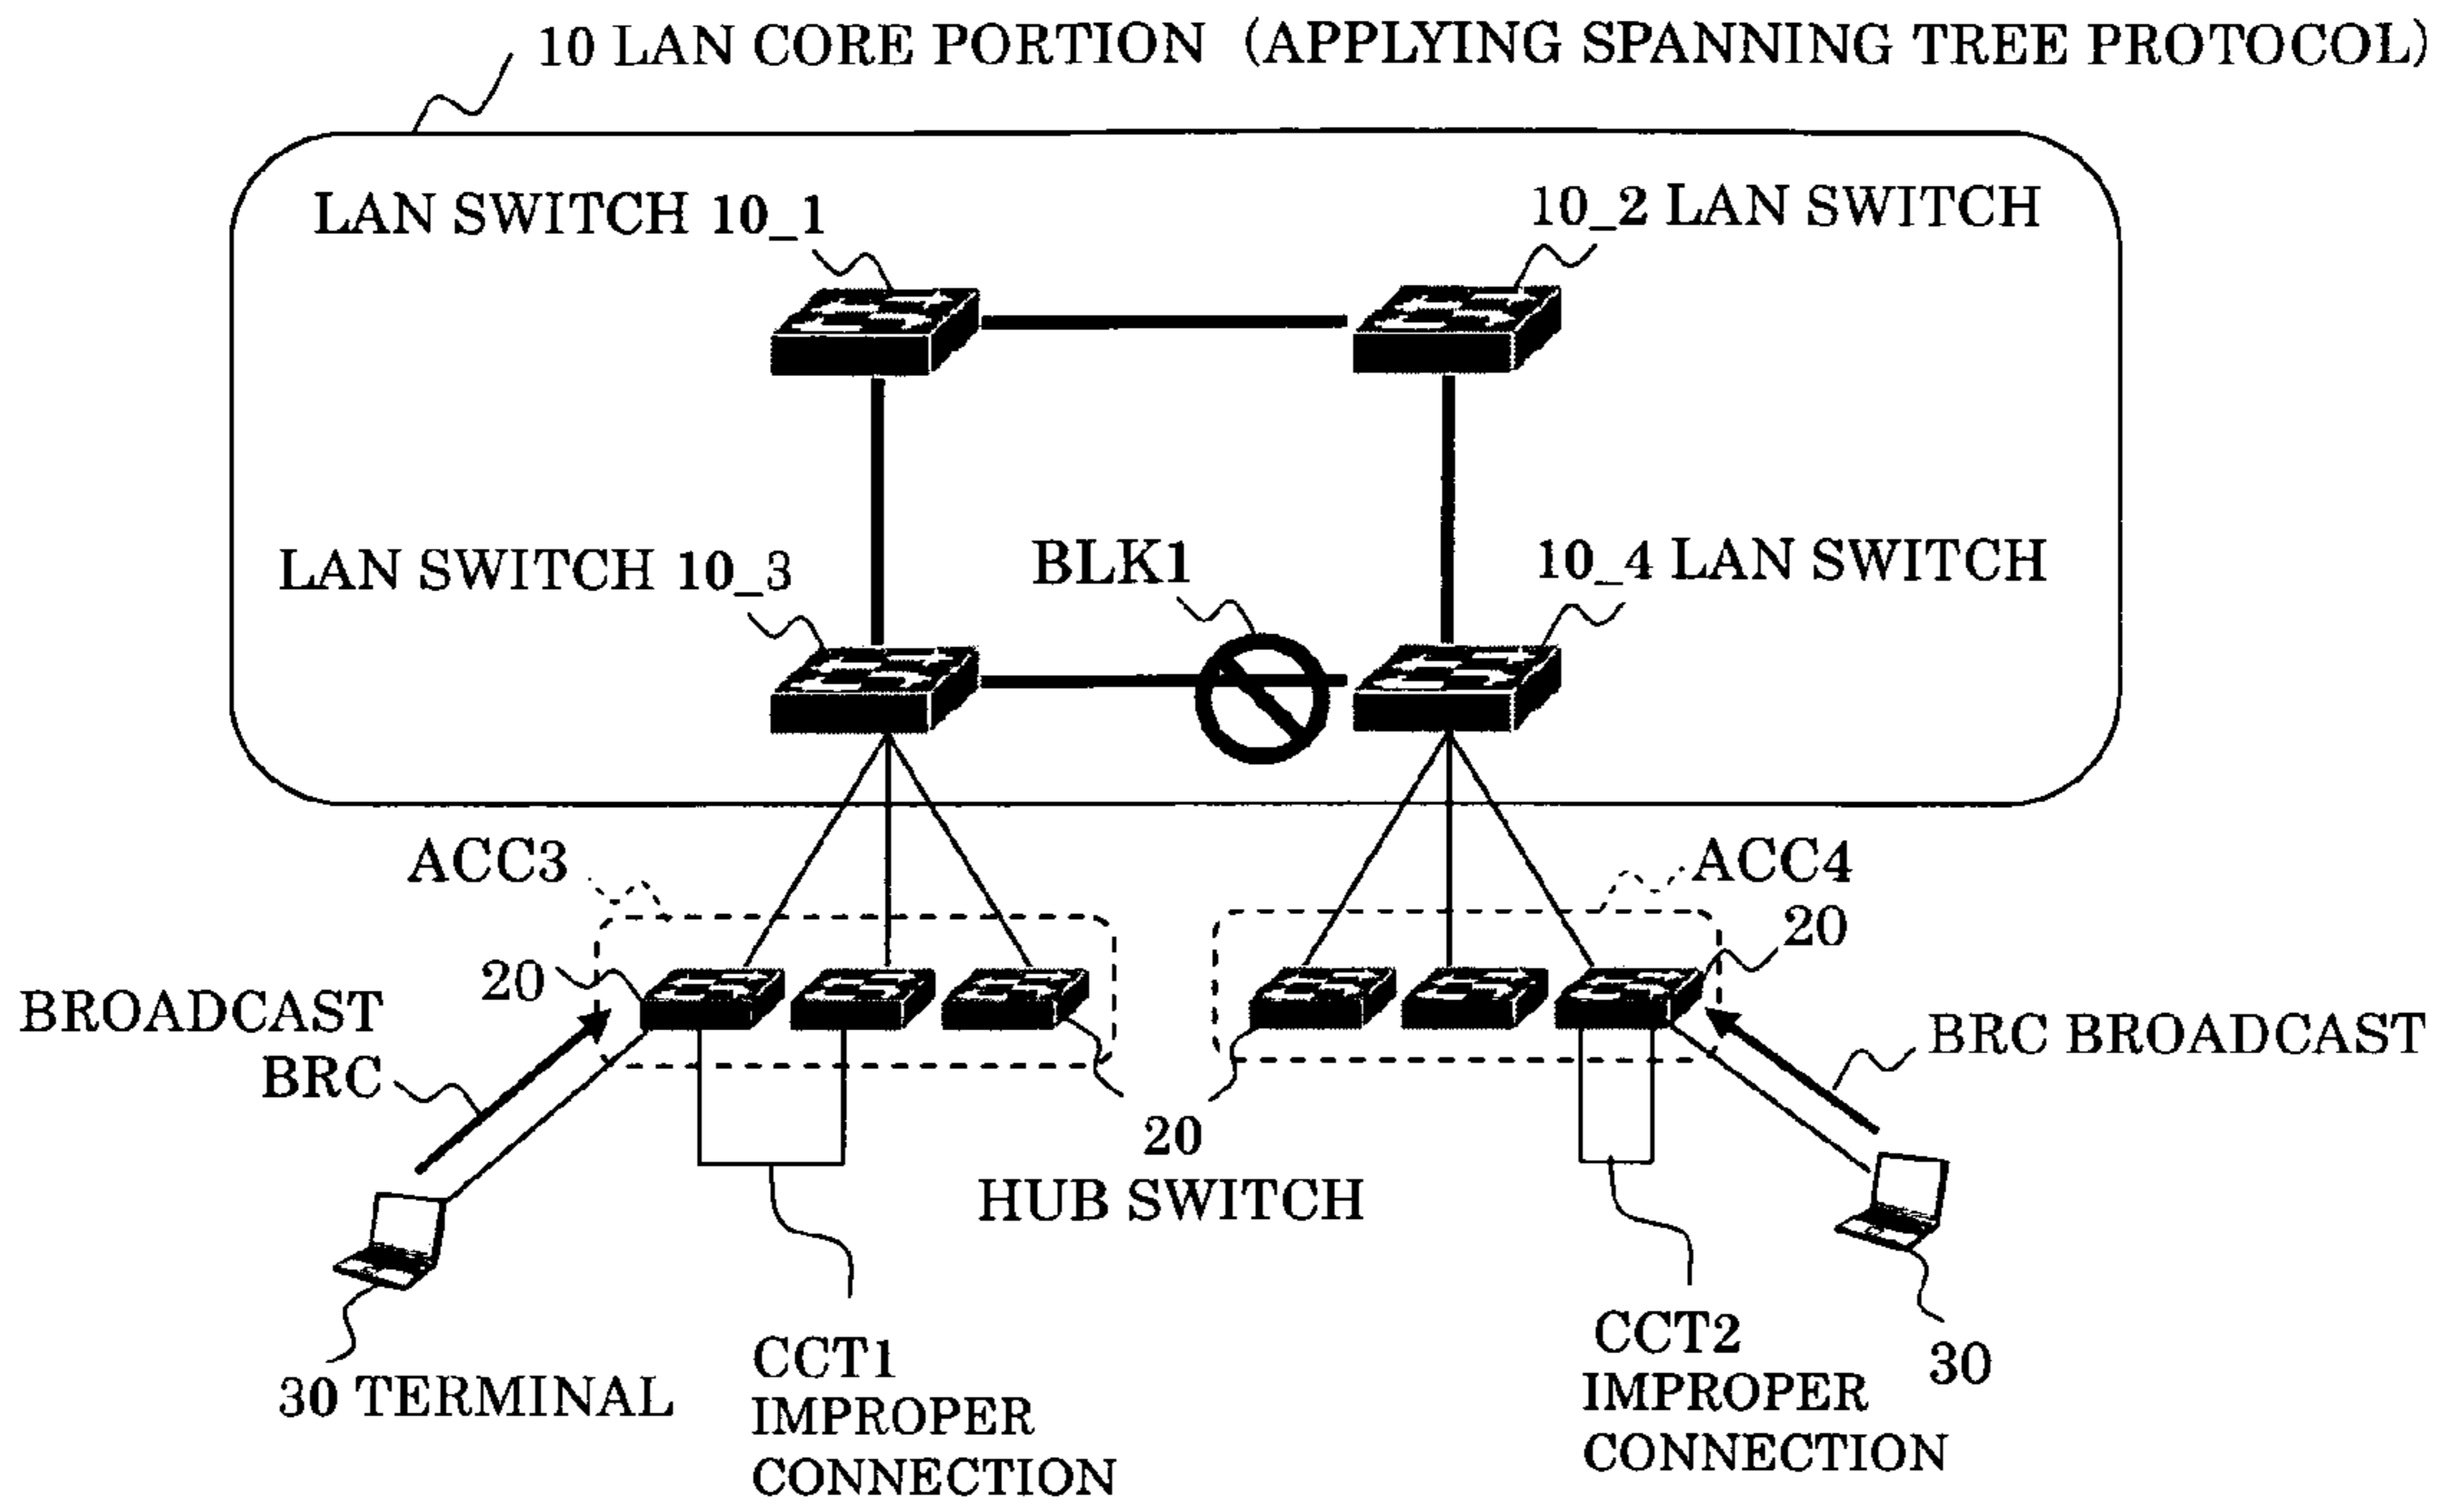 10 LAN CORE PORTION (APPLYING SPANNING TREE PROTOCOL)
LAN SWITCH 10_1
10_2 LAN SWITCH
LAN SWITCH 10_3
BLK1
10_4 LAN SWITCH
ACC3
ACC4
20
20
BROADCAST
BRC
BRC BROADCAST
20
HUB SWITCH
30 TERMINAL
CCT1
IMPROPER
CONNECTION
CCT2
IMPROPER
CONNECTION
30